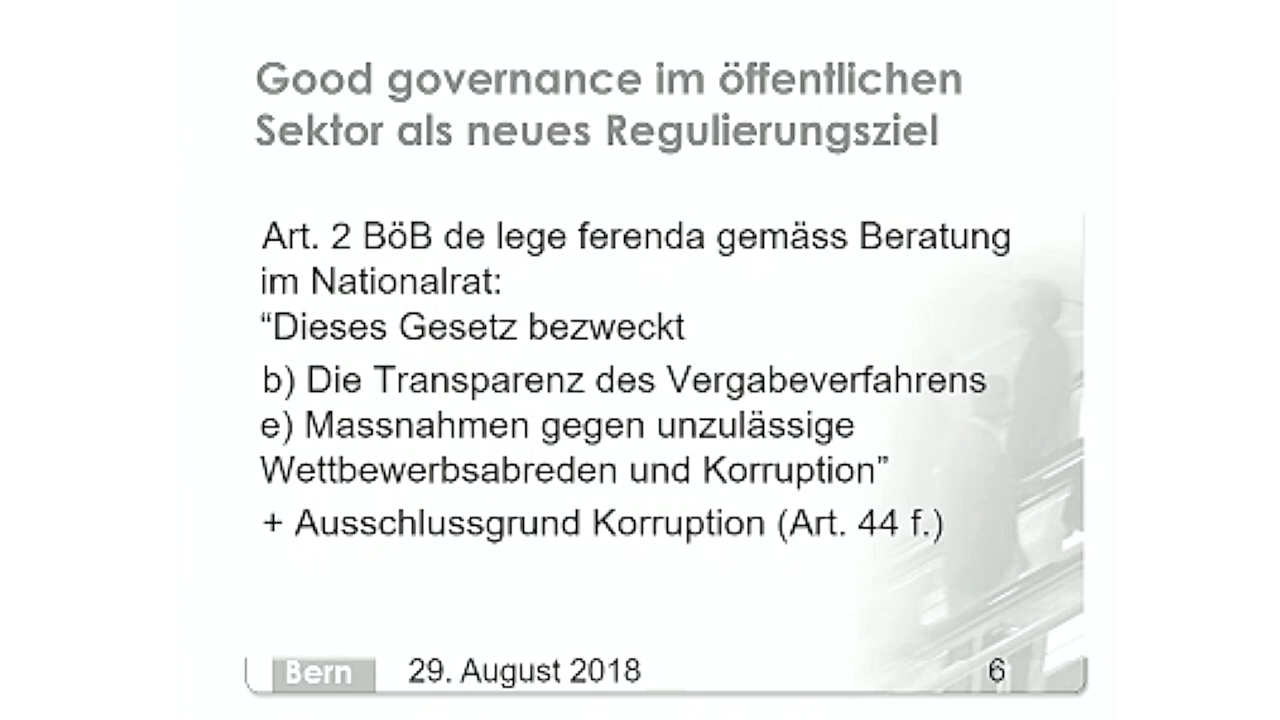 Good governance im öffentlichen
Sektor als neues Regulierungsziel
Art. 2 BöB de lege ferenda gemäss Beratung
im Nationalrat:
“Dieses Gesetz bezweckt
b) Die Transparenz des Vergabeverfahrens
e) Massnahmen gegen unzulässige
Wettbewerbsabreden und Korruption”
+ Ausschlussgrund Korruption (Art. 44 f.)
Bern 29. August 2018 6